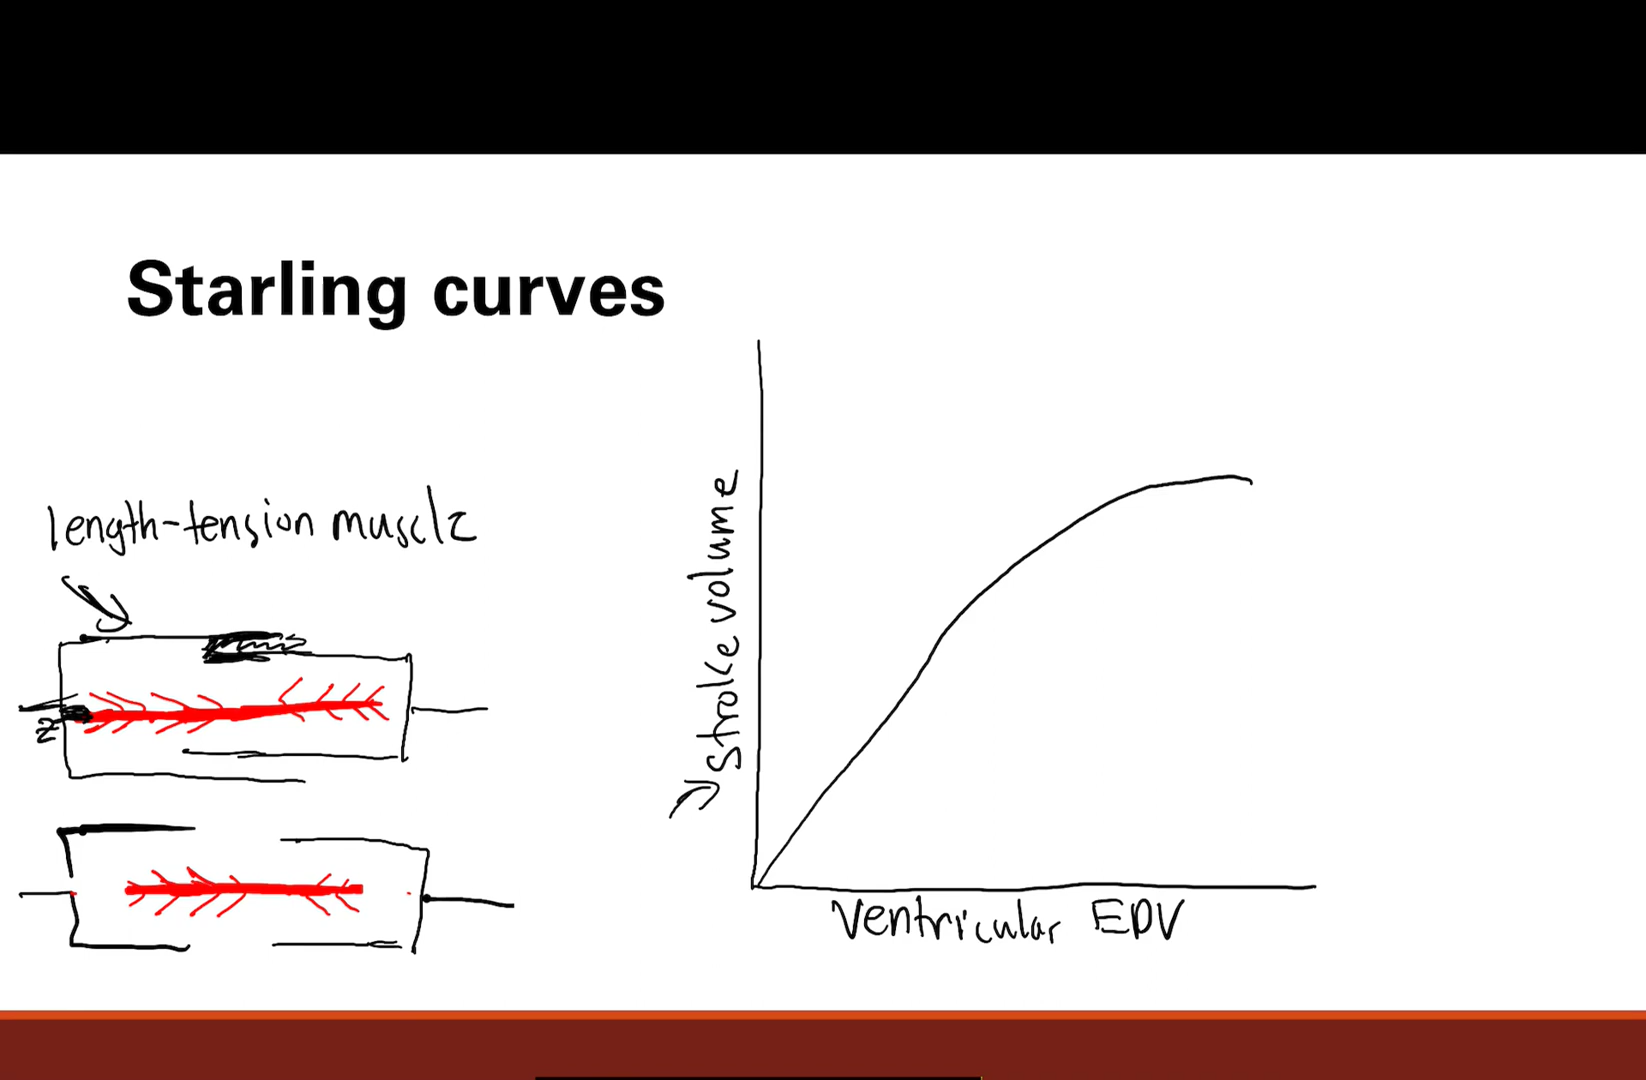 Starling curves
length-tension muscle
z
Stroke volume
Ventricular EDV